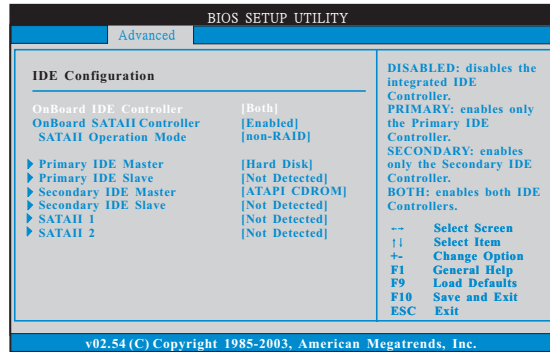 BIOS SETUP UTILITY
Advanced
IDE Configuration
OnBoard IDE Controller [Both]
OnBoard SATAII Controller [Enabled]
SATAII Operation Mode [non-RAID]
Primary IDE Master [Hard Disk]
Primary IDE Slave [Not Detected]
Secondary IDE Master [ATAPI CDROM]
Secondary IDE Slave [Not Detected]
SATAII 1 [Not Detected]
SATAII 2 [Not Detected]
DISABLED: disables the
integrated IDE
Controller.
PRIMARY: enables only
the Primary IDE
Controller.
SECONDARY: enables
only the Secondary IDE
Controller.
BOTH: enables both IDE
Controllers.
←→ Select Screen
↑↓ Select Item
+- Change Option
F1 General Help
F9 Load Defaults
F10 Save and Exit
ESC Exit
v02.54 (C) Copyright 1985-2003, American Megatrends, Inc.